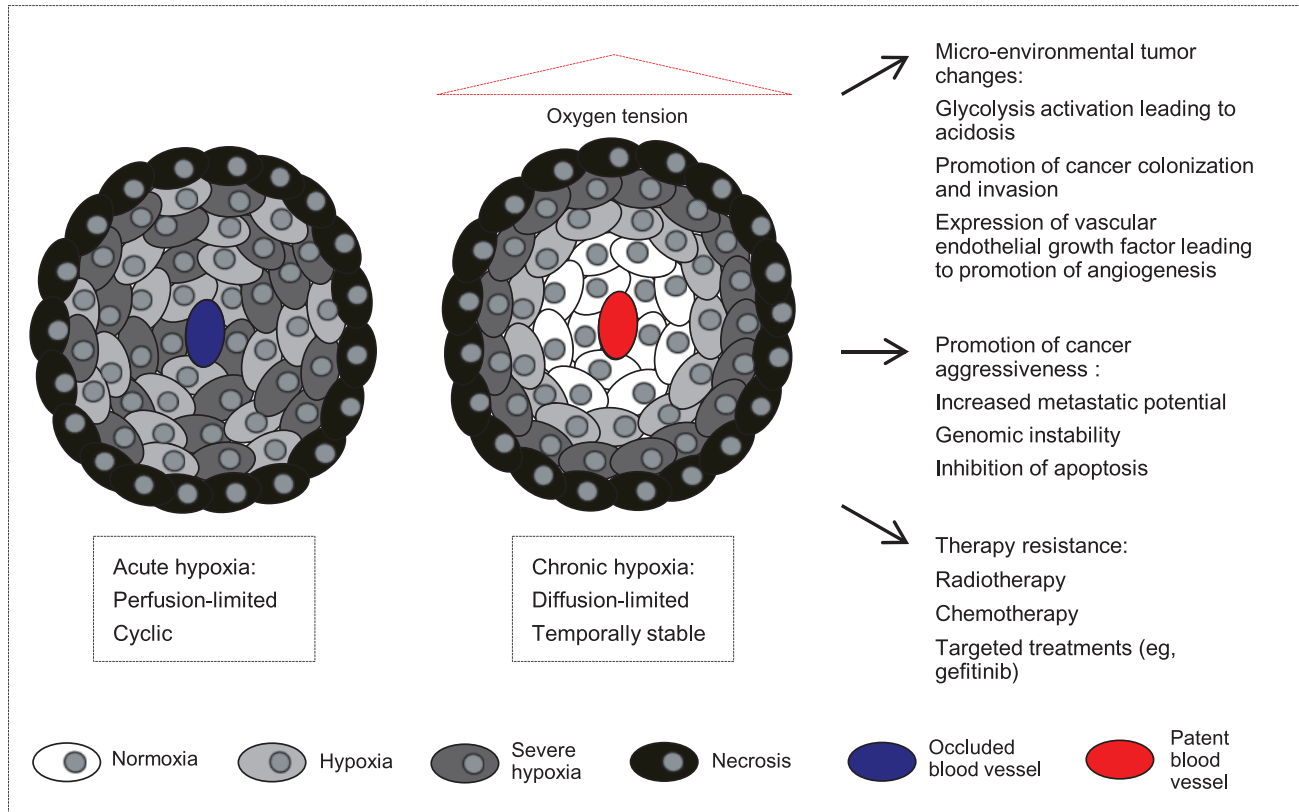 Oxygen tension
Acute hypoxia:
Perfusion-limited
Cyclic
Chronic hypoxia:
Diffusion-limited
Temporally stable
Micro-environmental tumor
changes:
Glycolysis activation leading to
acidosis
Promotion of cancer colonization
and invasion
Expression of vascular
endothelial growth factor leading
to promotion of angiogenesis
Promotion of cancer
aggressiveness :
Increased metastatic potential
Genomic instability
Inhibition of apoptosis
Therapy resistance:
Radiotherapy
Chemotherapy
Targeted treatments (eg,
gefitinib)
Normoxia
Hypoxia
Severe
hypoxia
Necrosis
Occluded
blood vessel
Patent
blood
vessel